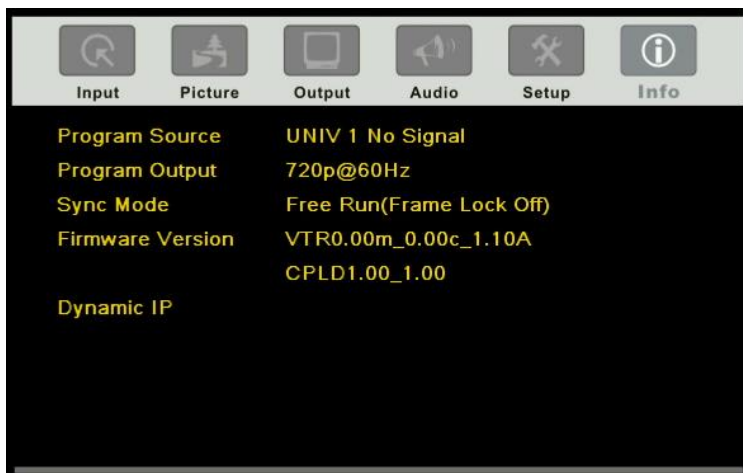 Input Picture Output Audio Setup Info
Program Source UNIV 1 No Signal
Program Output 720p@60Hz
Sync Mode Free Run(Frame Lock Off)
Firmware Version VTR0.00m_0.00c_1.10A
CPLD1.00_1.00
Dynamic IP